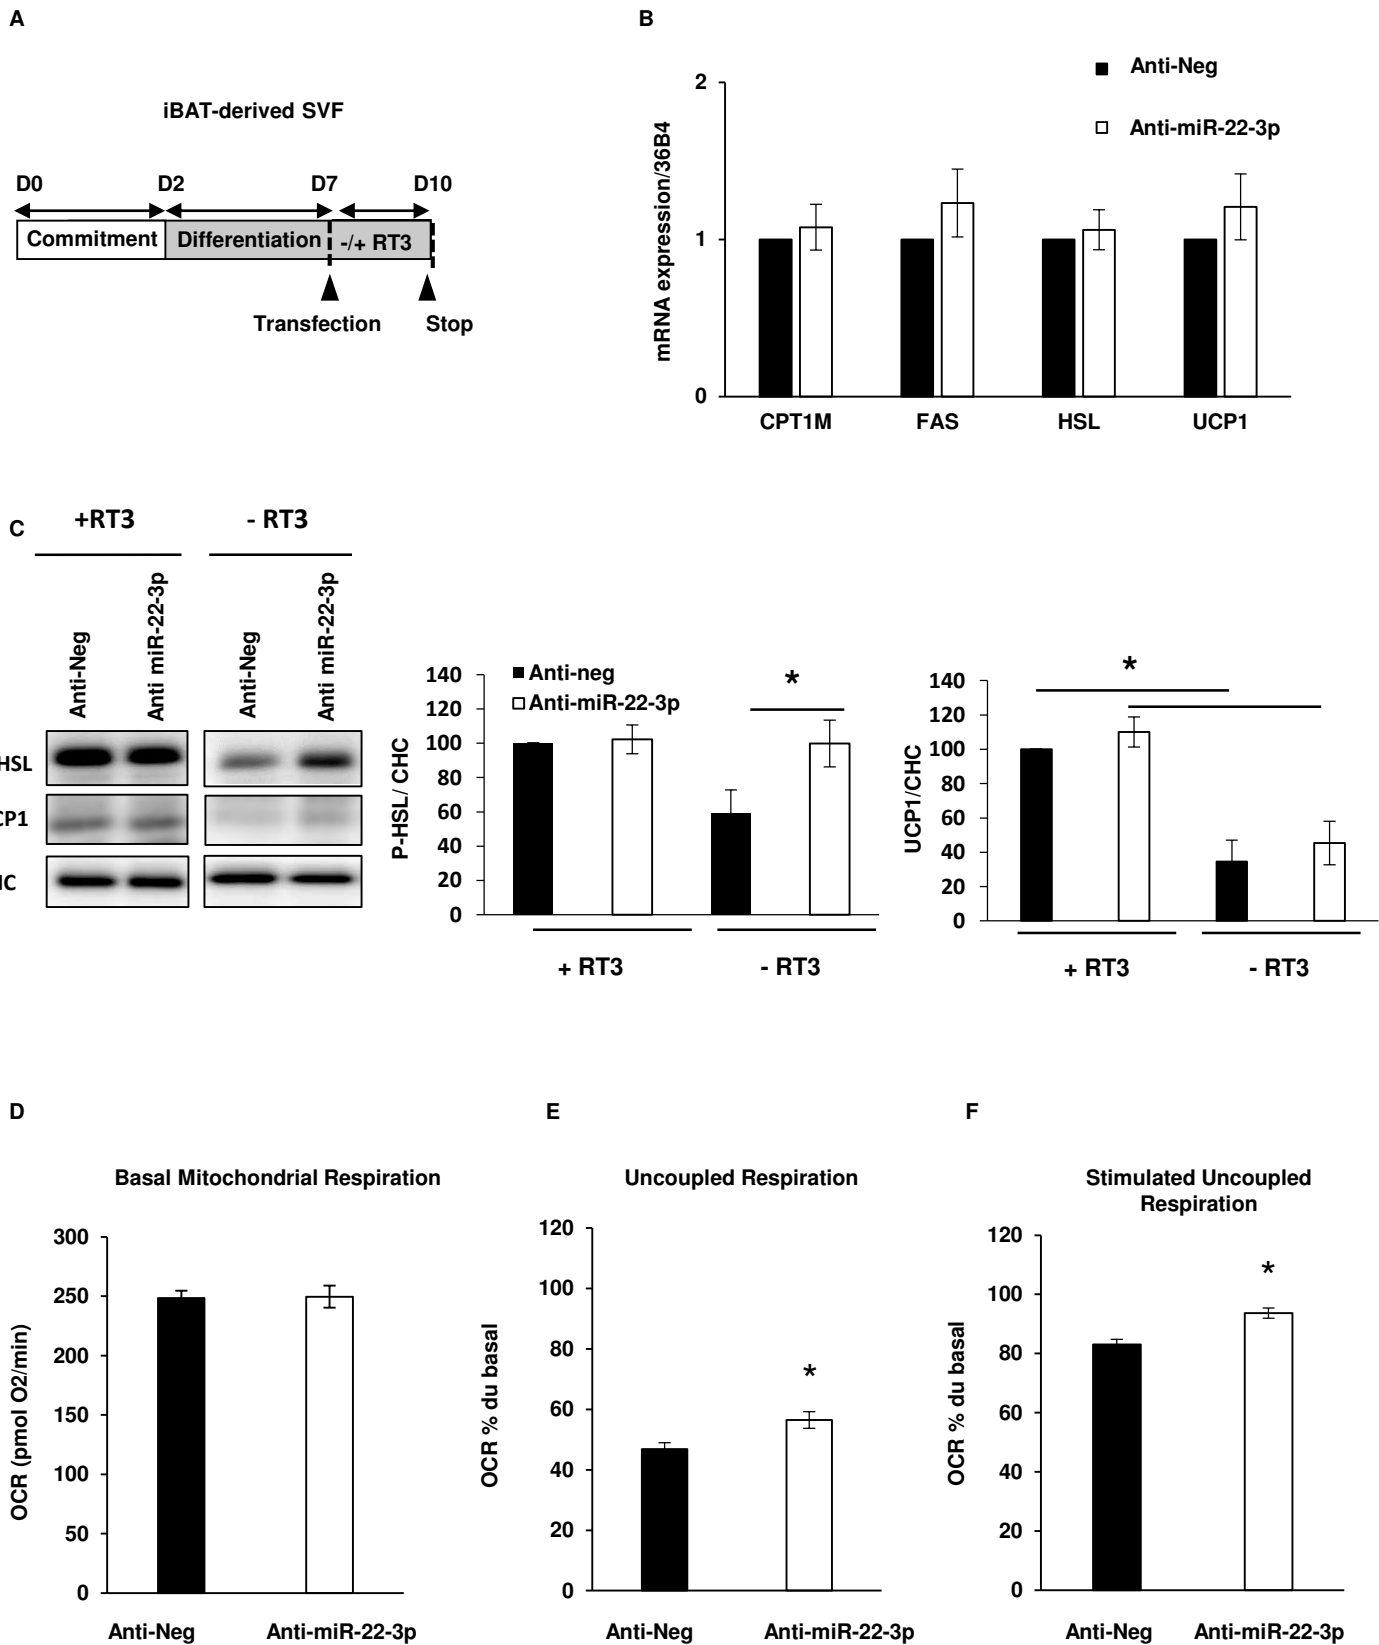 A
iBAT-derived SVF
D0 D2 D7 D10
Commitment Differentiation -/+ RT3
Transfection Stop
B
Anti-Neg
Anti-miR-22-3p
mRNA expression/36B4
2
1
0
CPT1M FAS HSL UCP1
C
+RT3 - RT3
Anti-Neg
Anti miR-22-3p
Anti-Neg
Anti miR-22-3p
HSL
CP1
Anti-neg
Anti-miR-22-3p
*
P-HSL/ CHC
140
120
100
80
60
40
20
0
+ RT3 - RT3
*
UCP1/CHC
140
120
100
80
60
40
20
0
+ RT3 - RT3
D
Basal Mitochondrial Respiration
OCR (pmol O2/min)
300
250
200
150
100
50
0
Anti-Neg Anti-miR-22-3p
E
Uncoupled Respiration
OCR % du basal
120
100
80
60
40
20
0
*
Anti-Neg Anti-miR-22-3p
F
Stimulated Uncoupled
Respiration
OCR % du basal
120
100
80
60
40
20
0
*
Anti-Neg Anti-miR-22-3p